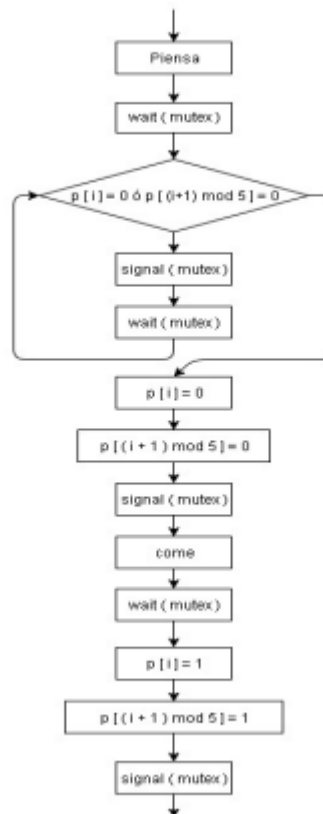 Piensa
wait ( mutex )
p [ i ] = 0 ó p [ (i+1) mod 5 ] = 0
signal ( mutex )
wait ( mutex )
p [ i ] = 0
p [ ( i + 1 ) mod 5 ] = 0
signal ( mutex )
come
wait ( mutex )
p [ i ] = 1
p [ ( i + 1 ) mod 5 ] = 1
signal ( mutex )